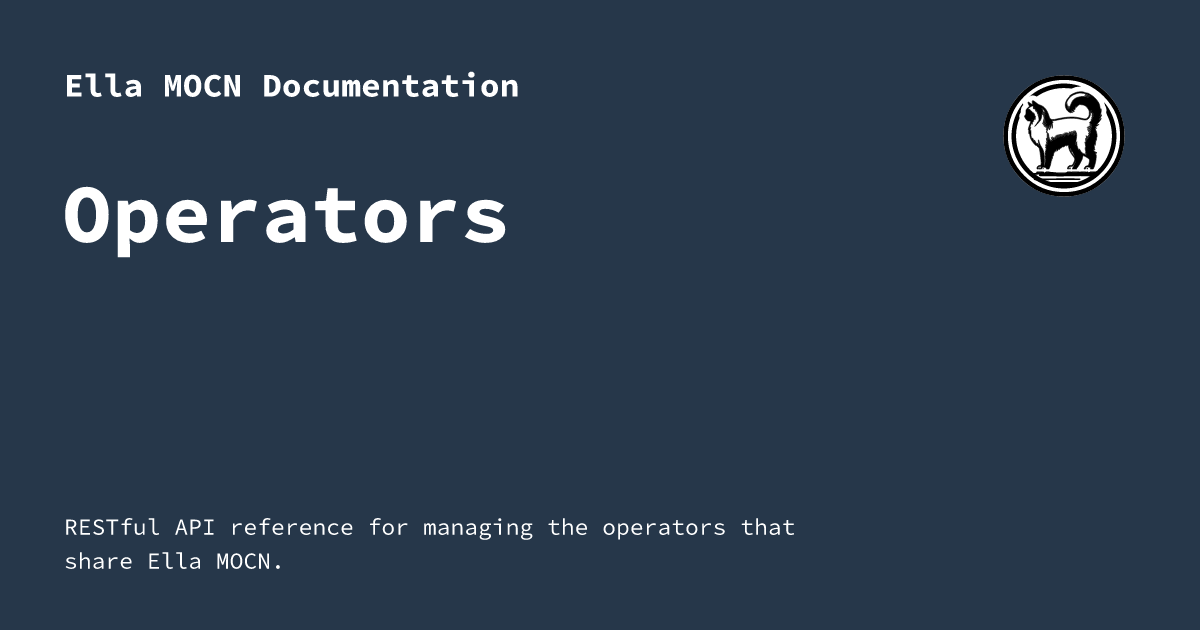 Ella MOCN Documentation
Operators
RESTful API reference for managing the operators that
share Ella MOCN.